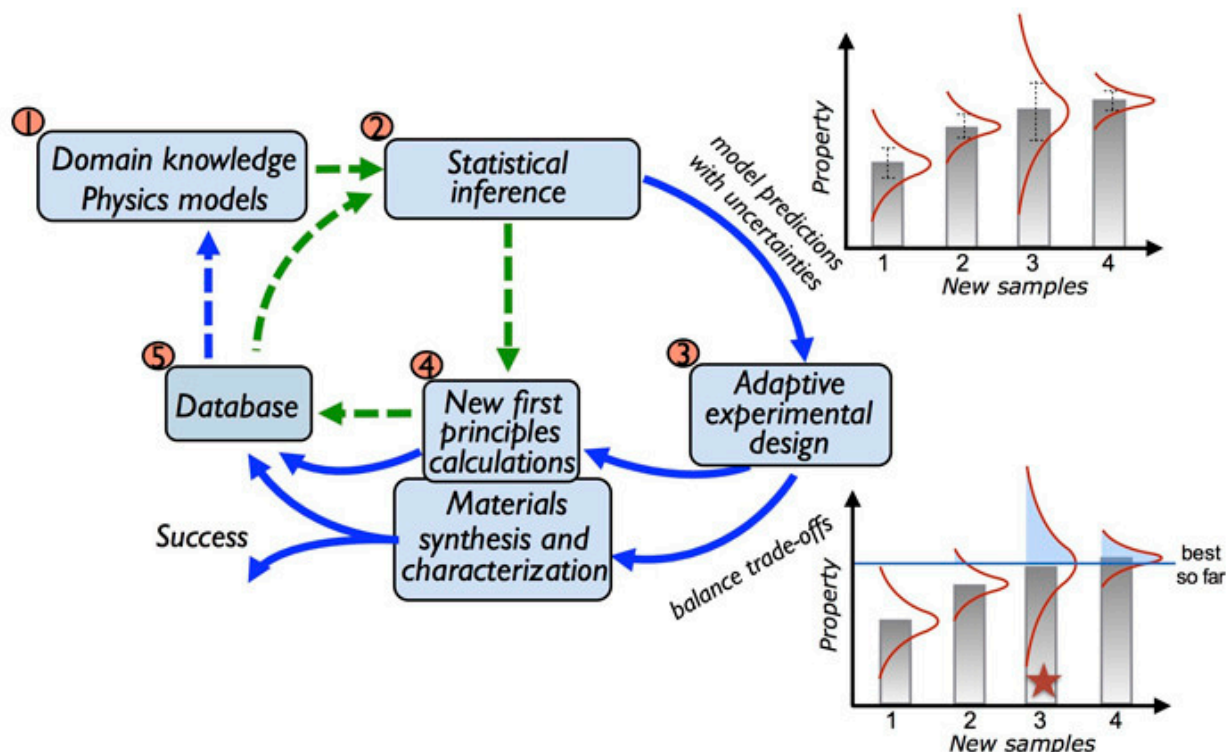 ①
Domain knowledge
Physics models
②
Statistical
inference
model predictions
with uncertainties
③
Adaptive
experimental
design
④
New first
principles
calculations
Materials
synthesis and
characterization
⑤
Database
Success
balance trade-offs
Property
1 2 3 4
New samples
Property
best
so far
1 2 3 4
New samples